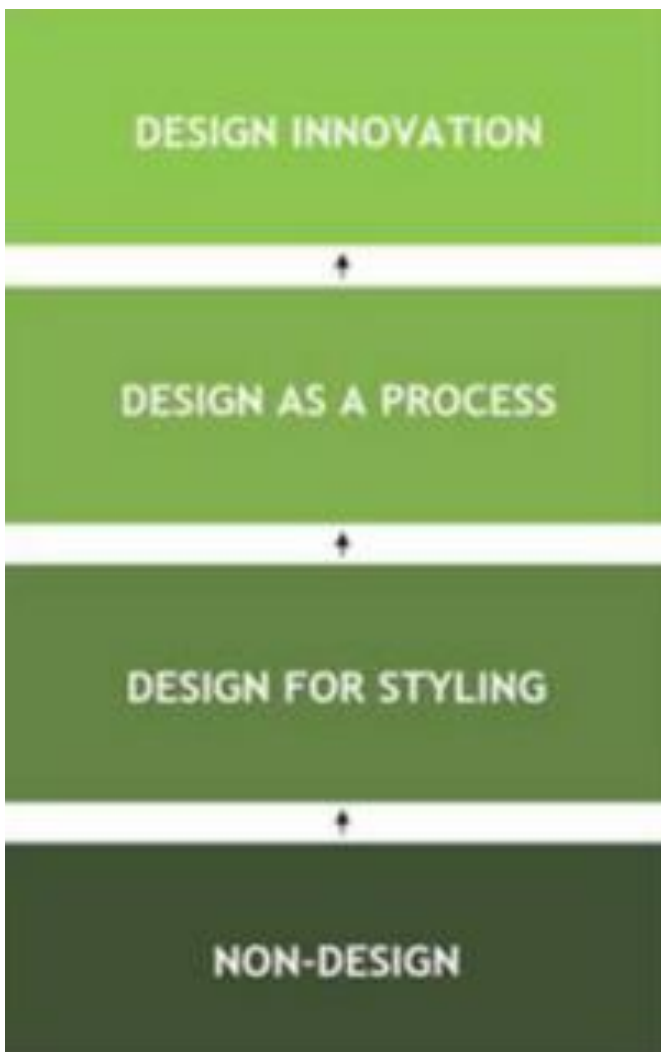 DESIGN INNOVATION
DESIGN AS A PROCESS
DESIGN FOR STYLING
NON-DESIGN